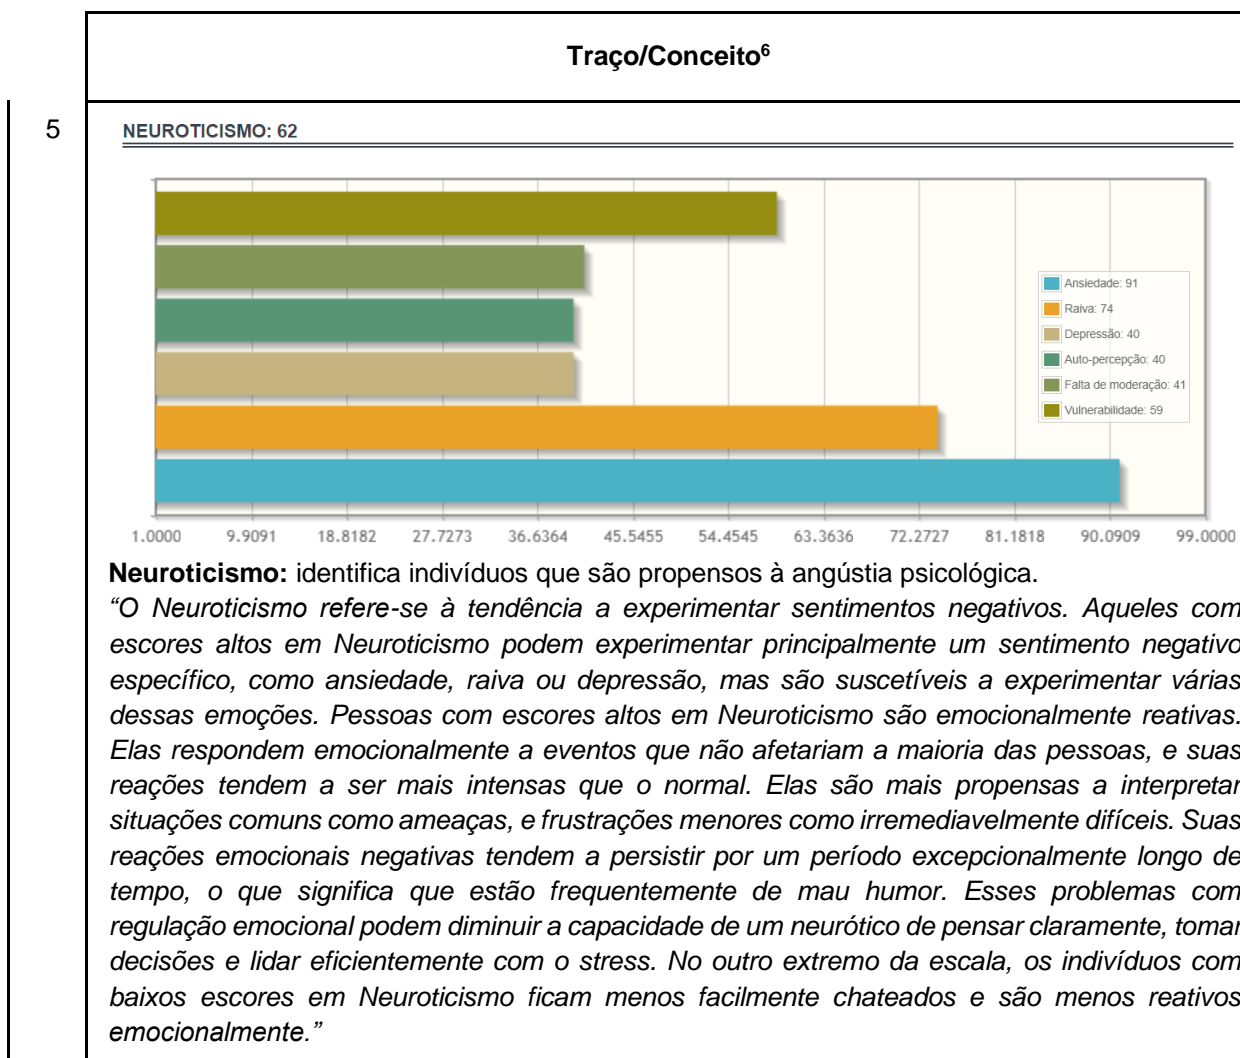 Traço/Conceito⁶
5
NEUROTICISMO: 62
Ansiedade: 91
Raiva: 74
Depressão: 40
Auto-percepção: 40
Falta de moderação: 41
Vulnerabilidade: 59
1.0000 9.9091 18.8182 27.7273 36.6364 45.5455 54.4545 63.3636 72.2727 81.1818 90.0909 99.0000
Neuroticismo: identifica indivíduos que são propensos à angústia psicológica.
“O Neuroticismo refere-se à tendência a experimentar sentimentos negativos. Aqueles com
escores altos em Neuroticismo podem experimentar principalmente um sentimento negativo
específico, como ansiedade, raiva ou depressão, mas são suscetíveis a experimentar várias
dessas emoções. Pessoas com escores altos em Neuroticismo são emocionalmente reativas.
Elas respondem emocionalmente a eventos que não afetariam a maioria das pessoas, e suas
reações tendem a ser mais intensas que o normal. Elas são mais propensas a interpretar
situações comuns como ameaças, e frustrações menores como irremediavelmente difíceis. Suas
reações emocionais negativas tendem a persistir por um período excepcionalmente longo de
tempo, o que significa que estão frequentemente de mau humor. Esses problemas com
regulação emocional podem diminuir a capacidade de um neurótico de pensar claramente, tomar
decisões e lidar eficientemente com o stress. No outro extremo da escala, os indivíduos com
baixos escores em Neuroticismo ficam menos facilmente chateados e são menos reativos
emocionalmente.”